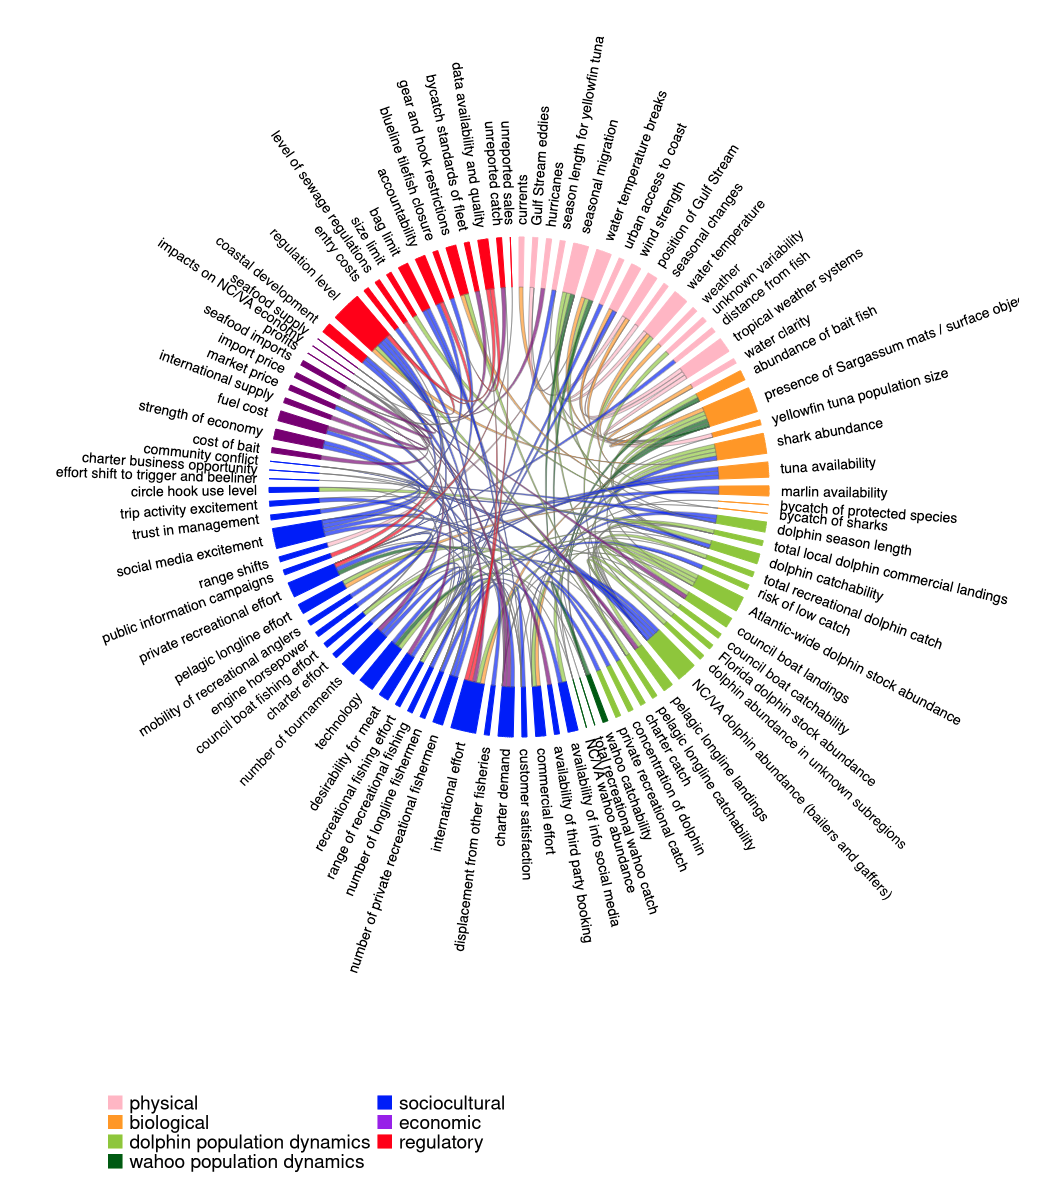 currents
Gulf Stream eddies
hurricanes
season length for yellowfin tuna
seasonal migration
water temperature breaks
urban access to coast
wind strength
position of Gulf Stream
seasonal changes
water temperature
weather
unknown variability
distance from fish
tropical weather systems
water clarity
abundance of bait fish
presence of Sargassum mats / surface obje
yellowfin tuna population size
shark abundance
tuna availability
marlin availability
bycatch of protected species
bycatch of sharks
dolphin season length
total local dolphin commercial landings
dolphin catchability
total recreational dolphin catch
risk of low catch
Atlantic-wide dolphin stock abundance
council boat landings
council boat catchability
Florida dolphin stock abundance
dolphin abundance in unknown subregions
NC/VA dolphin abundance (bailers and gaffers)
pelagic longline landings
pelagic longline catchability
charter catch
concentration of dolphin
private recreational catch
wahoo catchability
total recreational wahoo catch
NC/VA wahoo abundance
availability of info social media
availability of third party booking
commercial effort
customer satisfaction
charter demand
displacement from other fisheries
international effort
number of private recreational fishermen
number of longline fishermen
range of recreational fishing
recreational fishing effort
desirability for meat
technology
number of tournaments
charter effort
council boat fishing effort
engine horsepower
mobility of recreational anglers
pelagic longline effort
private recreational effort
public information campaigns
range shifts
social media excitement
trust in management
trip activity excitement
circle hook use level
effort shift to trigger and beeliner
charter business opportunity
community conflict
cost of bait
strength of economy
fuel cost
international supply
market price
import price
seafood imports
profits
impacts on NC/VA economy
seafood supply
coastal development
regulation level
entry costs
level of sewage regulations
size limit
bag limit
accountability
blueline tilefish closure
gear and hook restrictions
bycatch standards of fleet
data availability and quality
unreported catch
unreported sales
physical
biological
dolphin population dynamics
wahoo population dynamics
sociocultural
economic
regulatory